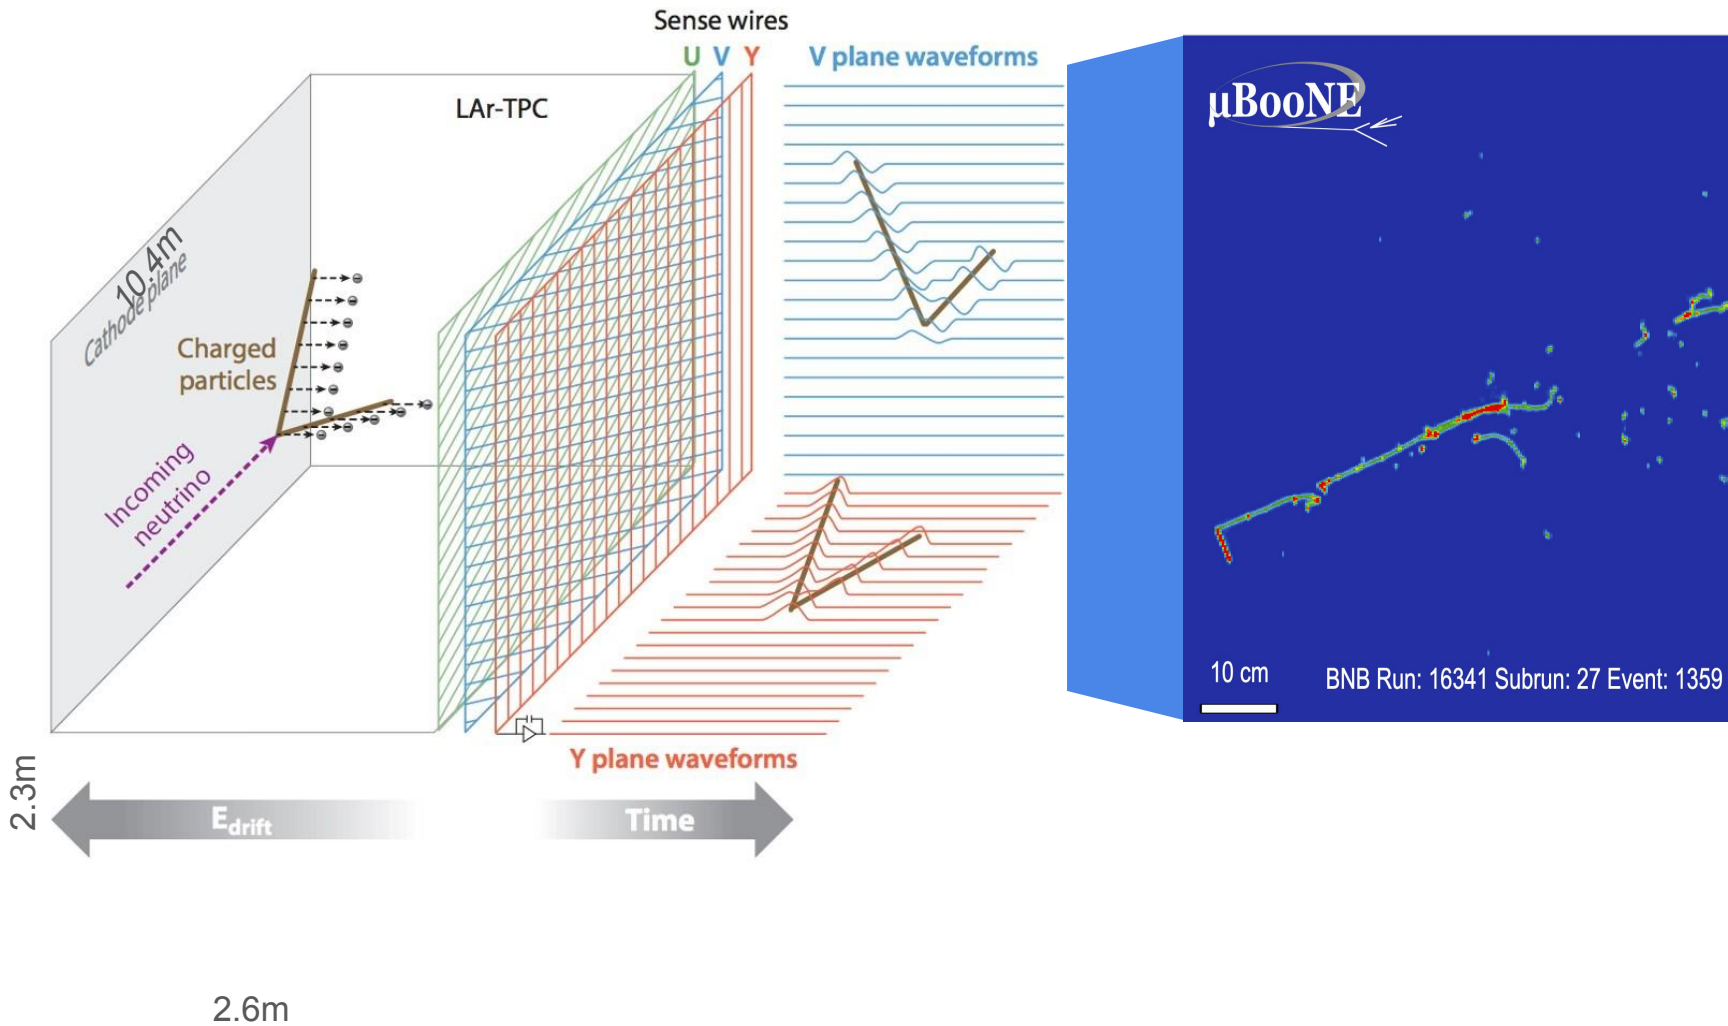 Sense wires
U V Y
V plane waveforms
LAr-TPC
10.4m
Cathode plane
Charged
particles
Incoming
neutrino
µBooNE
10 cm
BNB Run: 16341 Subrun: 27 Event: 1359
Y plane waveforms
2.3m
Edrift
Time
2.6m